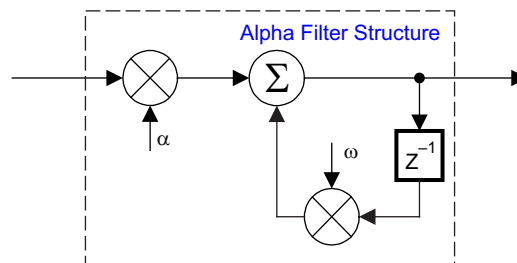 Alpha Filter Structure
Σ
α
ω
Z⁻¹